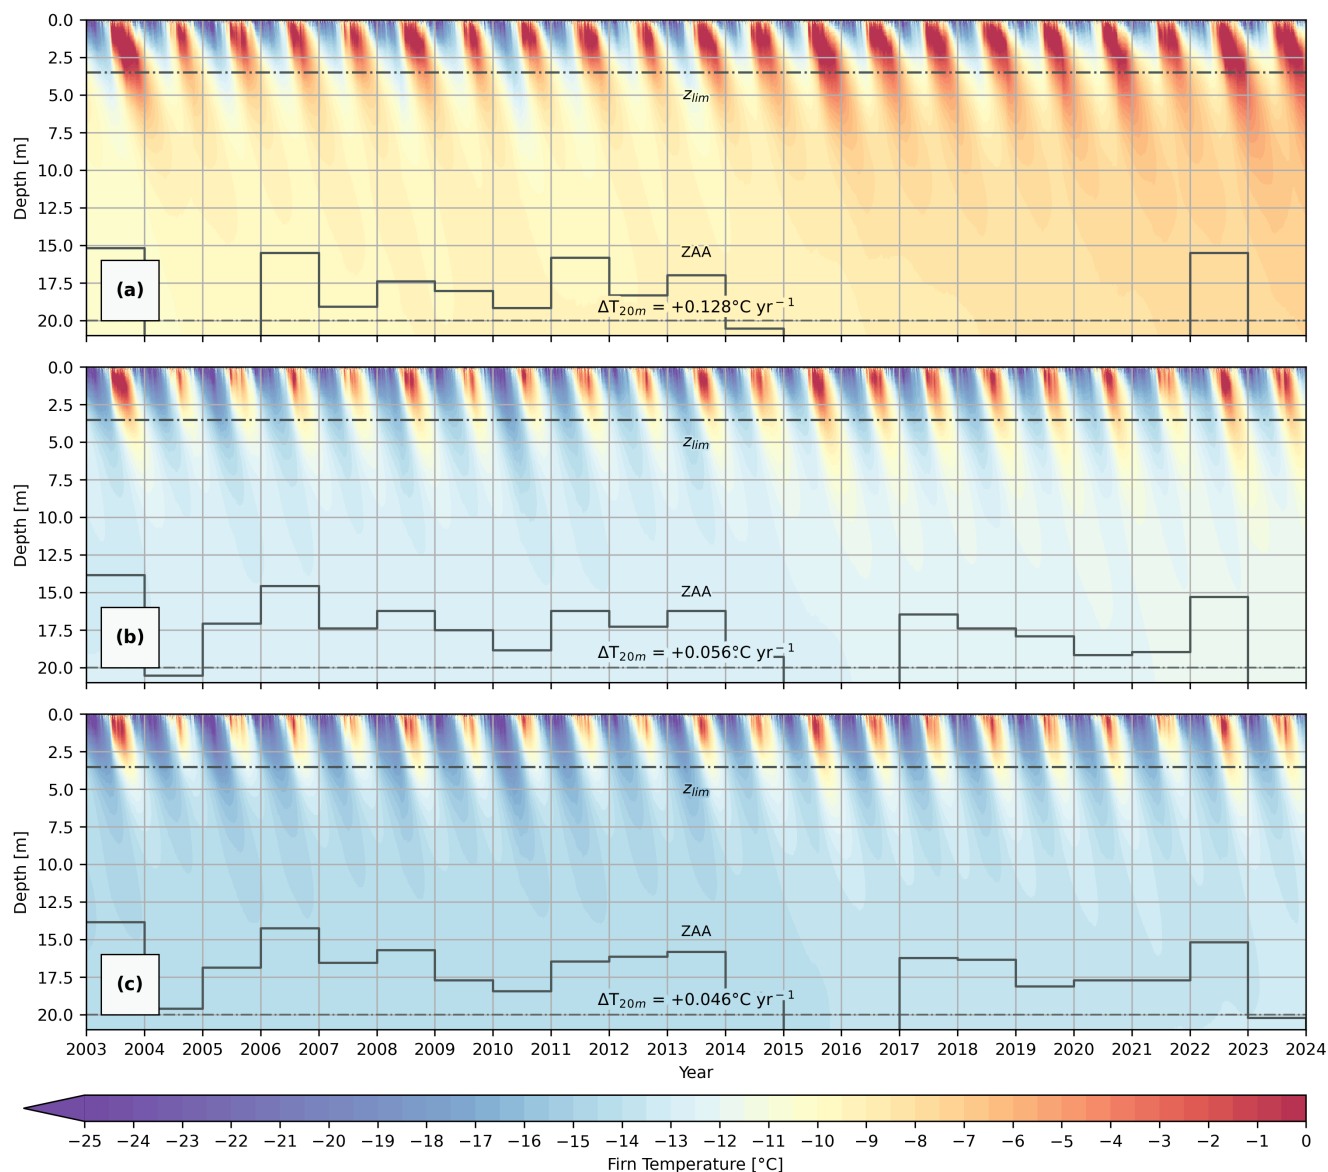 0.0
2.5
5.0
7.5
10.0
12.5
15.0
17.5
20.0
Depth [m]
z_lim
ZAA
ΔT_20m = +0.128°C yr⁻¹
(a)
0.0
2.5
5.0
7.5
10.0
12.5
15.0
17.5
20.0
Depth [m]
z_lim
ZAA
ΔT_20m = +0.056°C yr⁻¹
(b)
0.0
2.5
5.0
7.5
10.0
12.5
15.0
17.5
20.0
Depth [m]
z_lim
ZAA
ΔT_20m = +0.046°C yr⁻¹
(c)
2003 2004 2005 2006 2007 2008 2009 2010 2011 2012 2013 2014 2015 2016 2017 2018 2019 2020 2021 2022 2023 2024
Year
−25 −24 −23 −22 −21 −20 −19 −18 −17 −16 −15 −14 −13 −12 −11 −10 −9 −8 −7 −6 −5 −4 −3 −2 −1 0
Firn Temperature [°C]